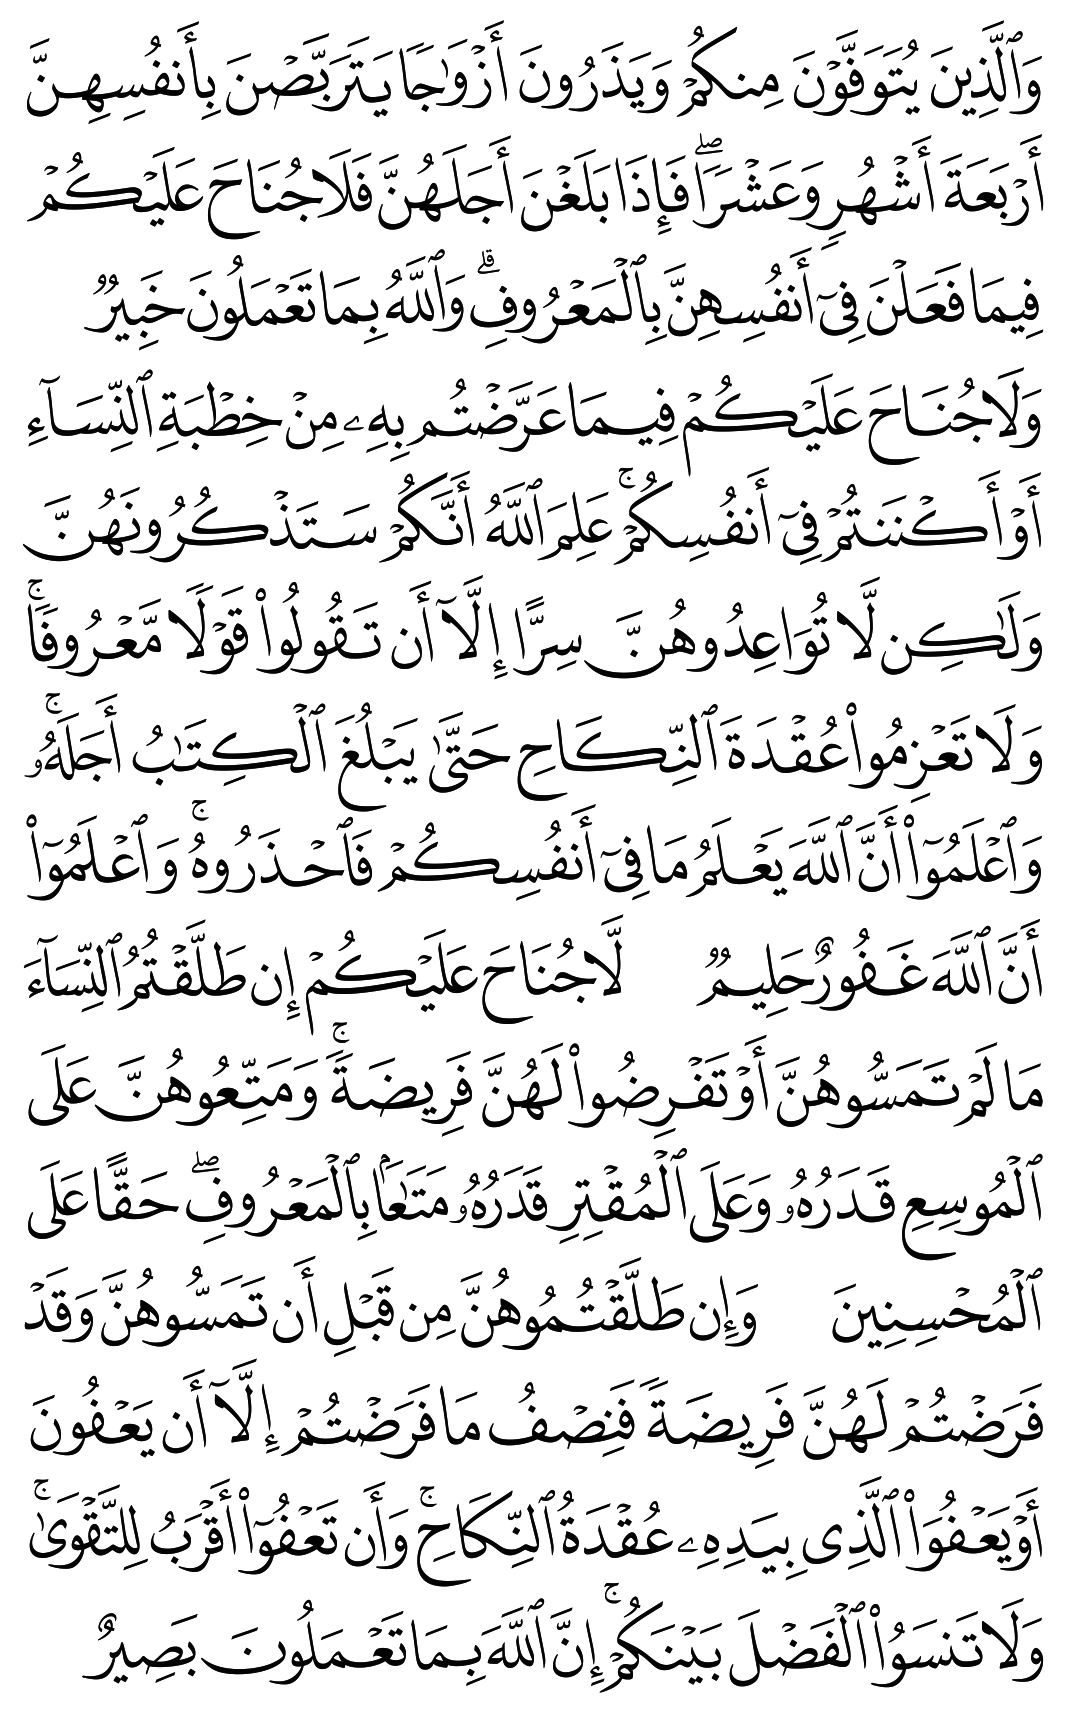 وَٱلَّذِينَ يُتَوَفَّوۡنَ مِنكُمۡ وَيَذَرُونَ أَزۡوَٰجٗا يَتَرَبَّصۡنَ بِأَنفُسِهِنَّ
أَرۡبَعَةَ أَشۡهُرٖ وَعَشۡرٗاۖ فَإِذَا بَلَغۡنَ أَجَلَهُنَّ فَلَا جُنَاحَ عَلَيۡكُمۡ
فِيمَا فَعَلۡنَ فِيٓ أَنفُسِهِنَّ بِٱلۡمَعۡرُوفِۗ وَٱللَّهُ بِمَا تَعۡمَلُونَ خَبِيرٞ
وَلَا جُنَاحَ عَلَيۡكُمۡ فِيمَا عَرَّضۡتُم بِهِۦ مِنۡ خِطۡبَةِ ٱلنِّسَآءِ
أَوۡ أَكۡنَنتُمۡ فِيٓ أَنفُسِكُمۡۚ عَلِمَ ٱللَّهُ أَنَّكُمۡ سَتَذۡكُرُونَهُنَّ
وَلَٰكِن لَّا تُوَاعِدُوهُنَّ سِرًّا إِلَّآ أَن تَقُولُواْ قَوۡلٗا مَّعۡرُوفٗاۚ
وَلَا تَعۡزِمُواْ عُقۡدَةَ ٱلنِّكَاحِ حَتَّىٰ يَبۡلُغَ ٱلۡكِتَٰبُ أَجَلَهُۥۚ
وَٱعۡلَمُوٓاْ أَنَّ ٱللَّهَ يَعۡلَمُ مَا فِيٓ أَنفُسِكُمۡ فَٱحۡذَرُوهُۚ وَٱعۡلَمُوٓاْ
أَنَّ ٱللَّهَ غَفُورٌ حَلِيمٞ لَّا جُنَاحَ عَلَيۡكُمۡ إِن طَلَّقۡتُمُ ٱلنِّسَآءَ
مَا لَمۡ تَمَسُّوهُنَّ أَوۡ تَفۡرِضُواْ لَهُنَّ فَرِيضَةٗۚ وَمَتِّعُوهُنَّ عَلَى
ٱلۡمُوسِعِ قَدَرُهُۥ وَعَلَى ٱلۡمُقۡتِرِ قَدَرُهُۥ مَتَٰعَۢا بِٱلۡمَعۡرُوفِۖ حَقًّا عَلَى
ٱلۡمُحۡسِنِينَ وَإِن طَلَّقۡتُمُوهُنَّ مِن قَبۡلِ أَن تَمَسُّوهُنَّ وَقَدۡ
فَرَضۡتُمۡ لَهُنَّ فَرِيضَةٗ فَنِصۡفُ مَا فَرَضۡتُمۡ إِلَّآ أَن يَعۡفُونَ
أَوۡ يَعۡفُوَاْ ٱلَّذِي بِيَدِهِۦ عُقۡدَةُ ٱلنِّكَاحِۚ وَأَن تَعۡفُوٓاْ أَقۡرَبُ لِلتَّقۡوَىٰۚ
وَلَا تَنسَوُاْ ٱلۡفَضۡلَ بَيۡنَكُمۡۚ إِنَّ ٱللَّهَ بِمَا تَعۡمَلُونَ بَصِيرٌ